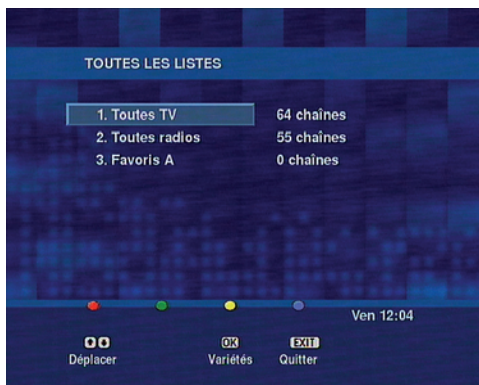 TOUTES LES LISTES
1. Toutes TV 64 chaînes
2. Toutes radios 55 chaînes
3. Favoris A 0 chaînes
Ven 12:04
OK EXIT
Déplacer Variétés Quitter